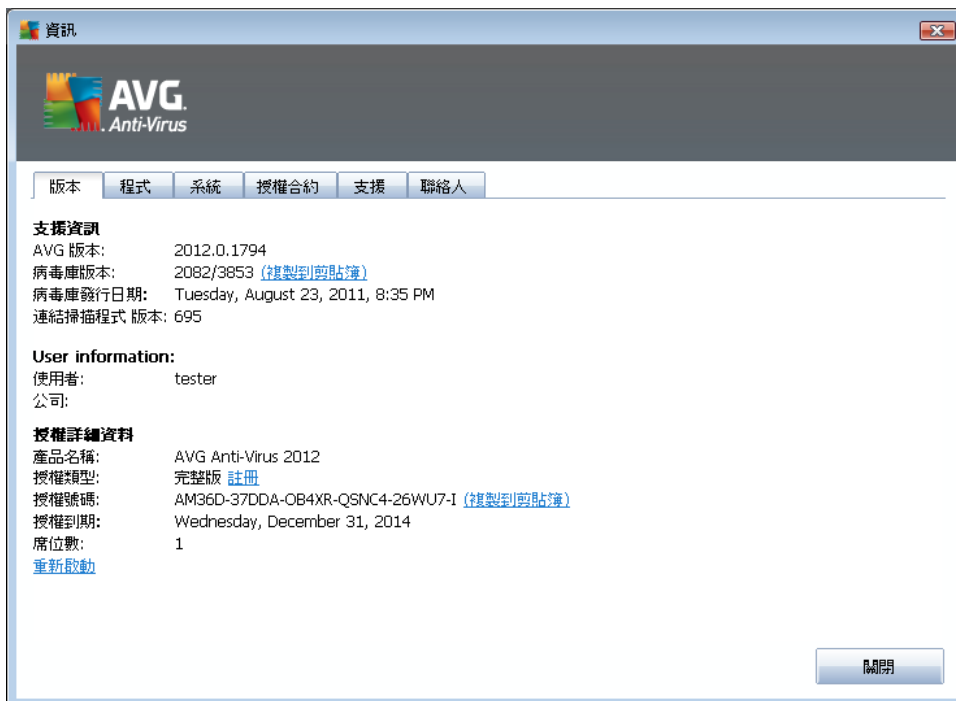 資訊
AVG.
Anti-Virus
版本 程式 系統 授權合約 支援 聯絡人
支援資訊
AVG 版本: 2012.0.1794
病毒庫版本: 2082/3853 (複製到剪貼簿)
病毒庫發行日期: Tuesday, August 23, 2011, 8:35 PM
連結掃描程式 版本: 695
User information:
使用者: tester
公司:
授權詳細資料
產品名稱: AVG Anti-Virus 2012
授權類型: 完整版 註冊
授權號碼: AM36D-37DDA-OB4XR-QSNC4-26WU7-I (複製到剪貼簿)
授權到期: Wednesday, December 31, 2014
席位數: 1
重新啟動
關閉